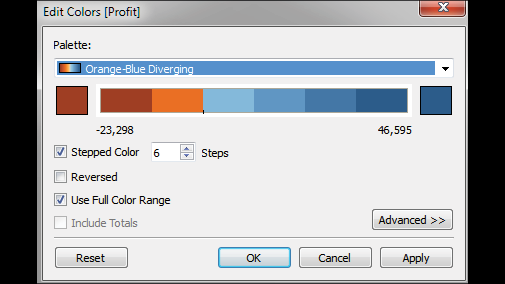 Edit Colors [Profit]
Palette:
Orange-Blue Diverging
-23,298 46,595
Stepped Color 6 Steps
Reversed
Use Full Color Range
Include Totals
Advanced >>
Reset OK Cancel Apply